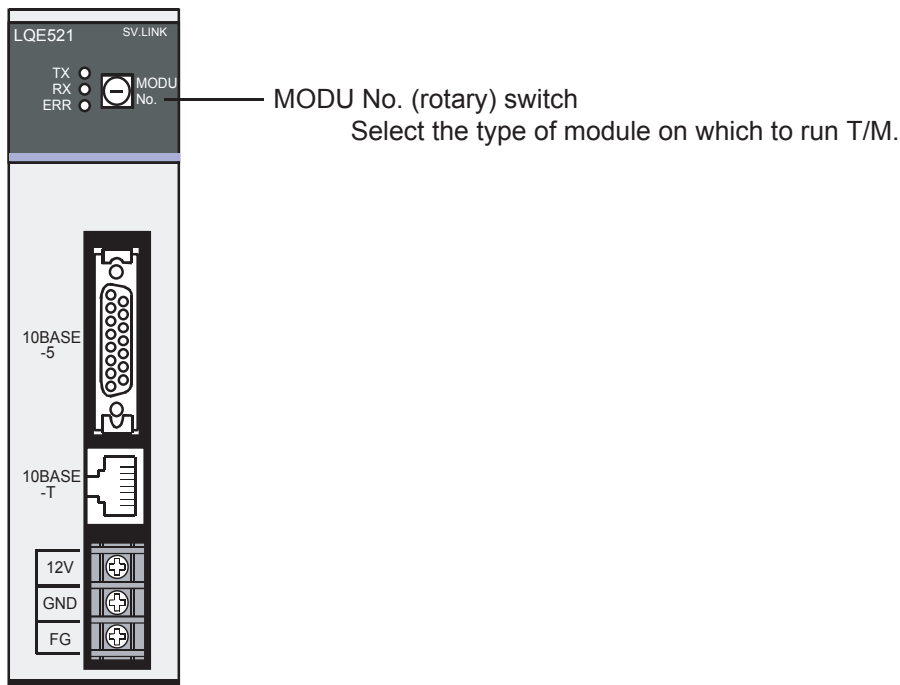 LQE521 SV.LINK
TX
RX
ERR
MODU
No.
MODU No. (rotary) switch
Select the type of module on which to run T/M.
10BASE
-5
10BASE
-T
12V
GND
FG